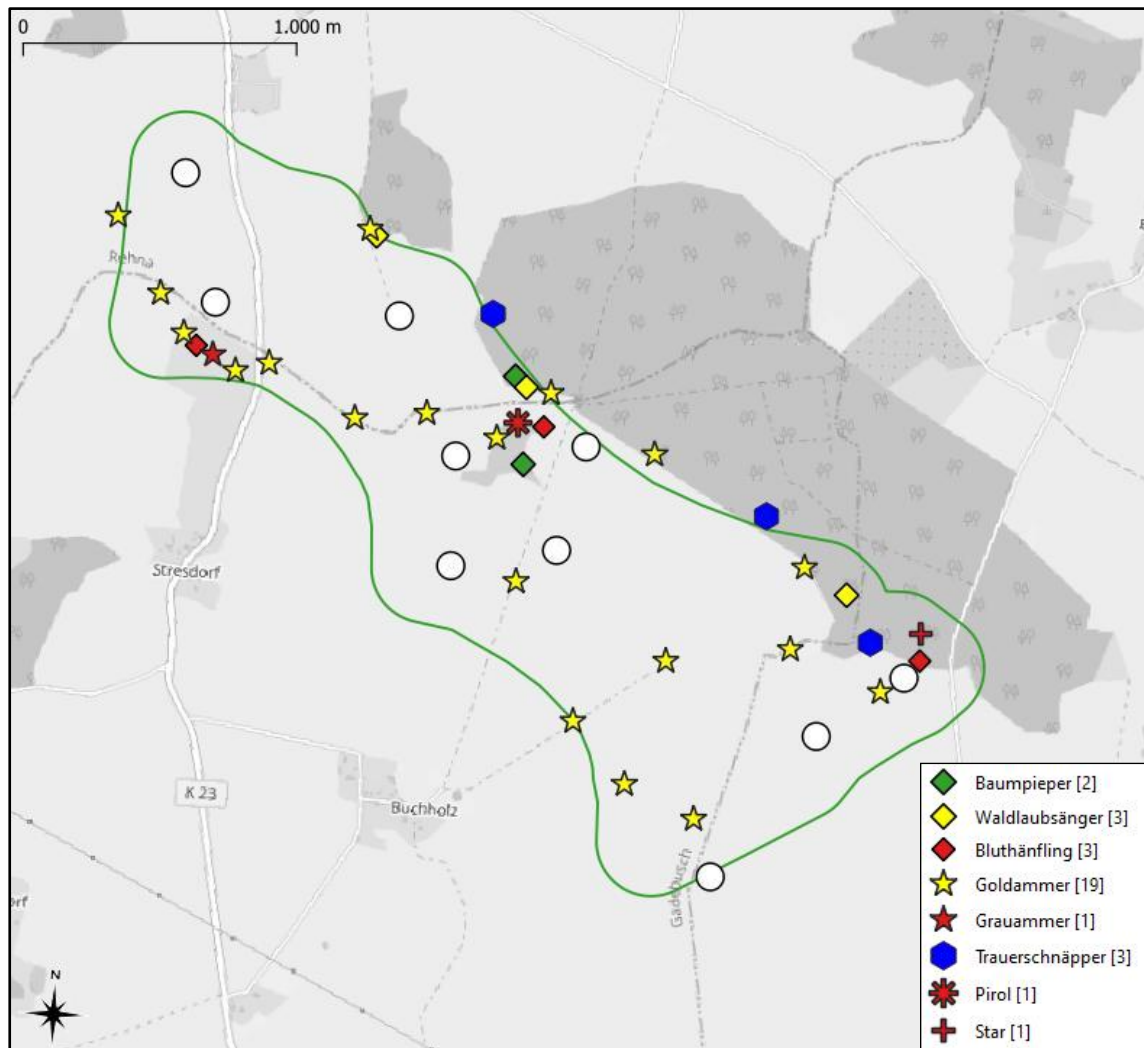 0
1.000 m
Rehna
Stresdorf
K 23
Buchholz
Gadebusch
N
Baumpieper [2]
Waldlaubsänger [3]
Bluthänfling [3]
Goldammer [19]
Grauammer [1]
Trauerschnäpper [3]
Pirol [1]
Star [1]